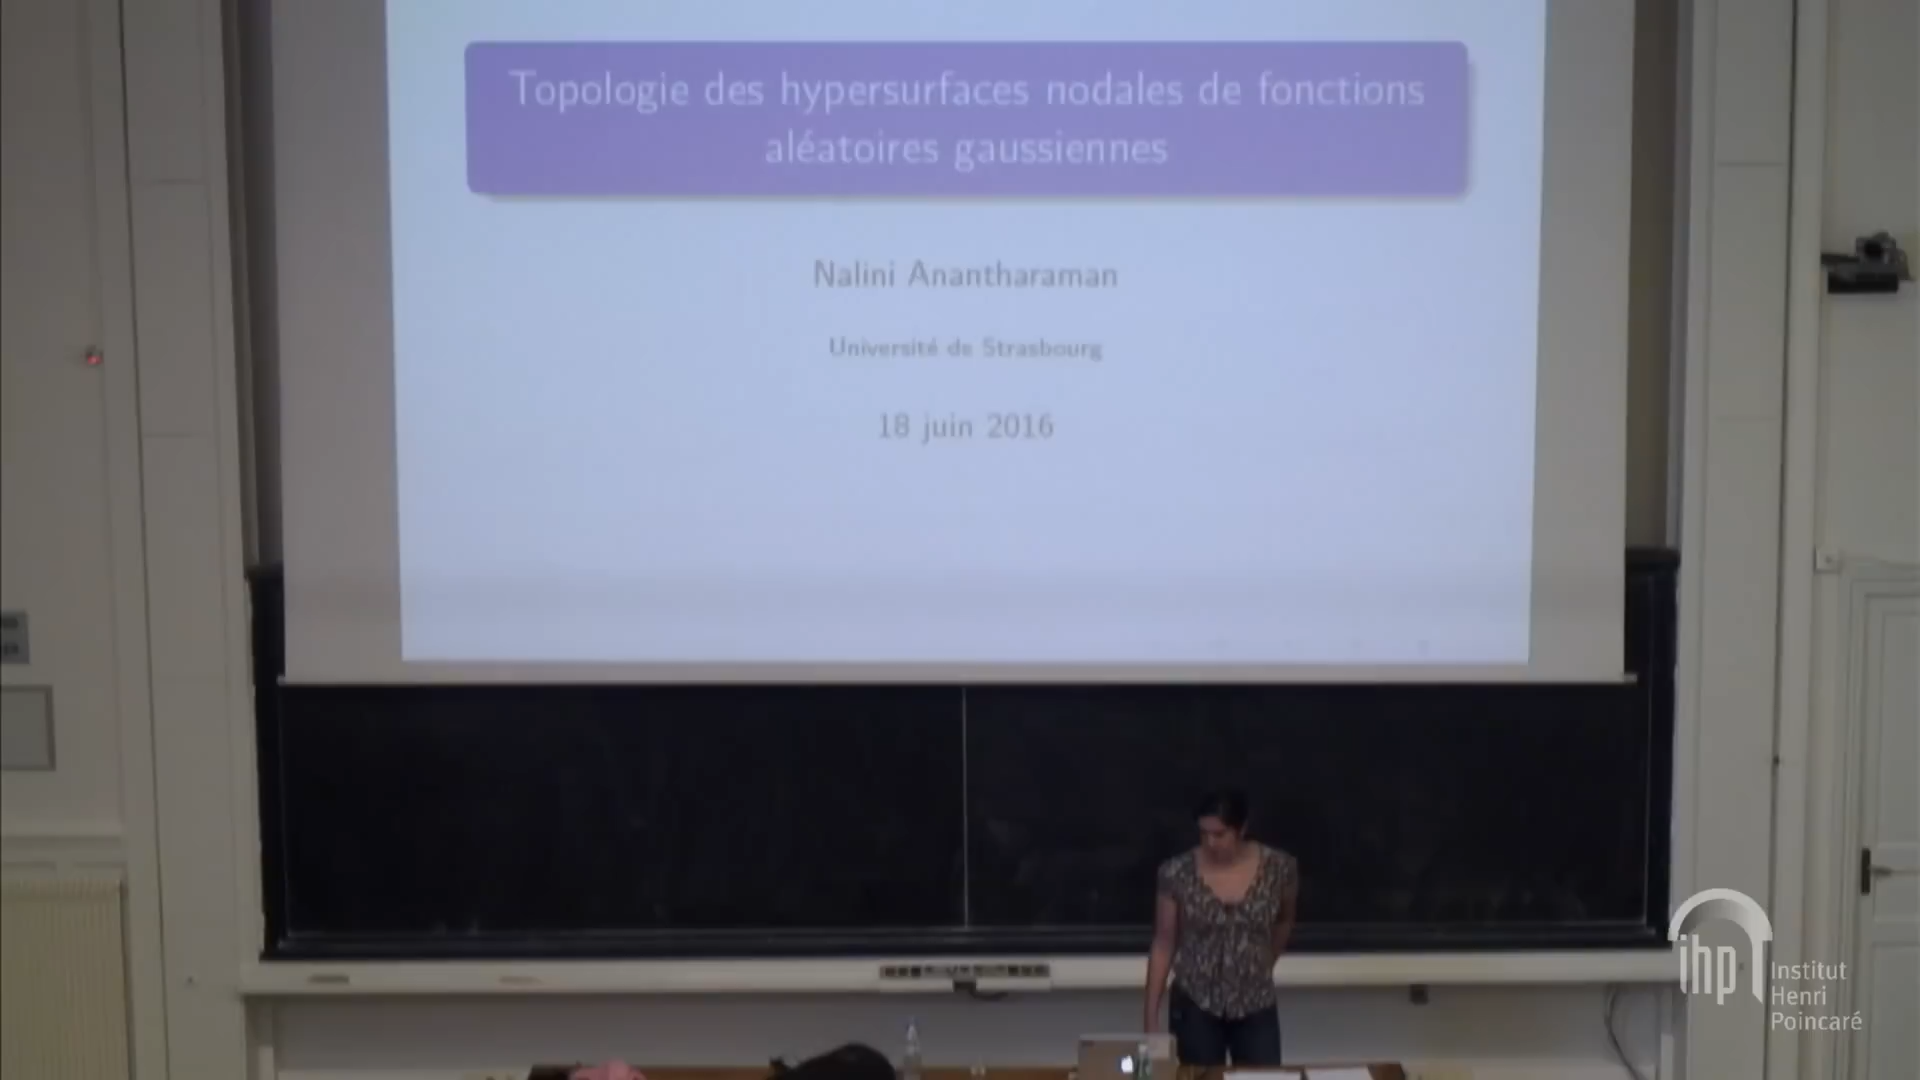 Topologie des hypersurfaces nodales de fonctions
aléatoires gaussiennes
Nalini Anantharaman
Université de Strasbourg
18 juin 2016
ihp
Institut
Henri
Poincaré